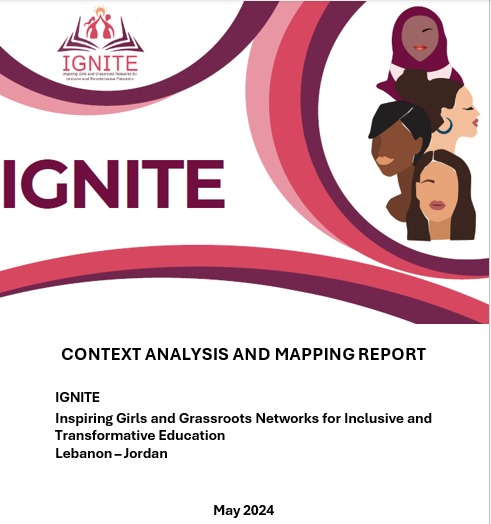 IGNITE
Inspiring Girls and Grassroots Networks for
Inclusive and Transformative Education
IGNITE
CONTEXT ANALYSIS AND MAPPING REPORT
IGNITE
Inspiring Girls and Grassroots Networks for Inclusive and
Transformative Education
Lebanon – Jordan
May 2024